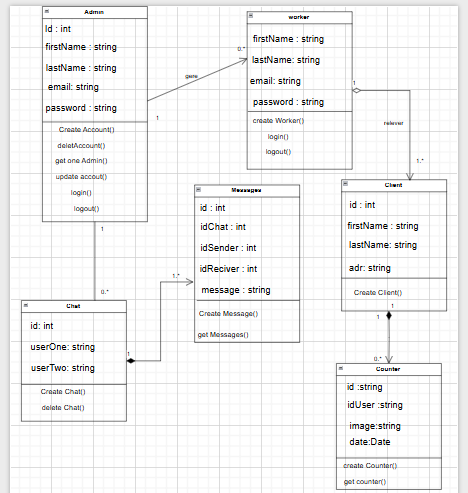 Admin
Id : int
firstName : string
lastName : string
email: string
password : string
Create Account()
deletAccount()
get one Admin()
update accout()
login()
logout()
1
gere
0.*
worker
firstName : string
lastName: string
email: string
password : string
create Worker()
login()
logout()
1
relever
1.*
Messages
id : int
idChat : int
idSender : int
idReciver : int
message : string
Create Message()
get Messages()
Client
id : int
firstName : string
lastName: string
adr: string
Create Client()
1
1
0.*
1
0.*
Chat
id: int
userOne: string
userTwo: string
Create Chat()
delete Chat()
1
1.*
Counter
id :string
idUser :string
image:string
date:Date
create Counter()
get counter()